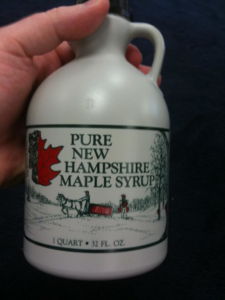 PURE
NEW
HAMPSHIRE
MAPLE SYRUP
1 QUART • 32 FL. OZ.